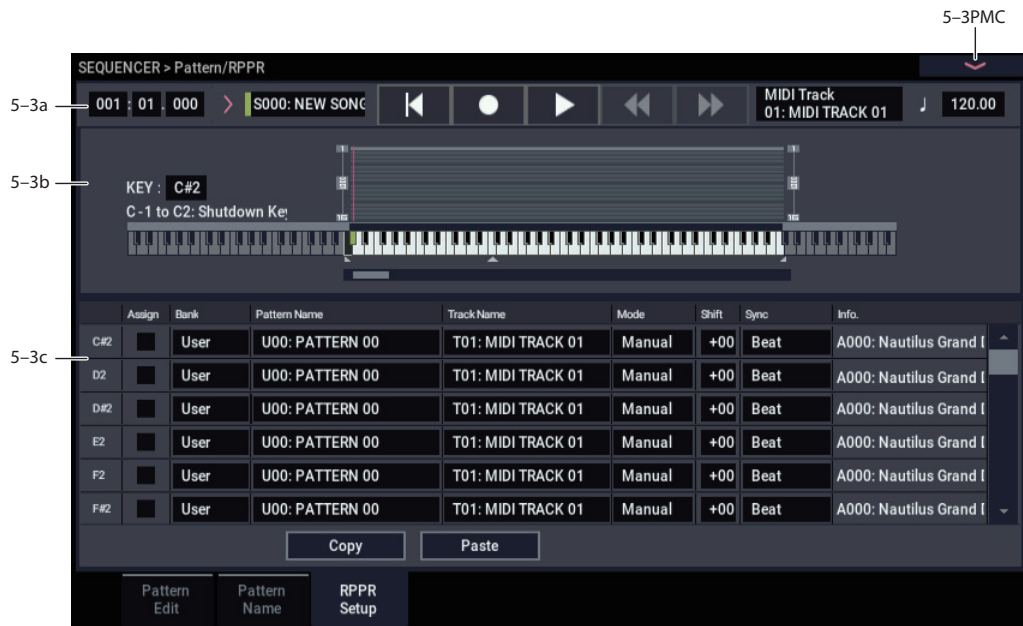 5–3PMC
SEQUENCER > Pattern/RPPR
5–3a
001 : 01 . 000 > S000: NEW SONG MIDI Track
01: MIDI TRACK 01 ♩ 120.00
5–3b
1 1
KEY : C#2
C -1 to C2: Shutdown Key
16 16
Assign Bank Pattern Name Track Name Mode Shift Sync Info.
5–3c
C#2 User U00: PATTERN 00 T01: MIDI TRACK 01 Manual +00 Beat A000: Nautilus Grand
D2 User U00: PATTERN 00 T01: MIDI TRACK 01 Manual +00 Beat A000: Nautilus Grand
D#2 User U00: PATTERN 00 T01: MIDI TRACK 01 Manual +00 Beat A000: Nautilus Grand
E2 User U00: PATTERN 00 T01: MIDI TRACK 01 Manual +00 Beat A000: Nautilus Grand
F2 User U00: PATTERN 00 T01: MIDI TRACK 01 Manual +00 Beat A000: Nautilus Grand
F#2 User U00: PATTERN 00 T01: MIDI TRACK 01 Manual +00 Beat A000: Nautilus Grand
Copy Paste
Pattern Edit
Pattern Name
RPPR Setup